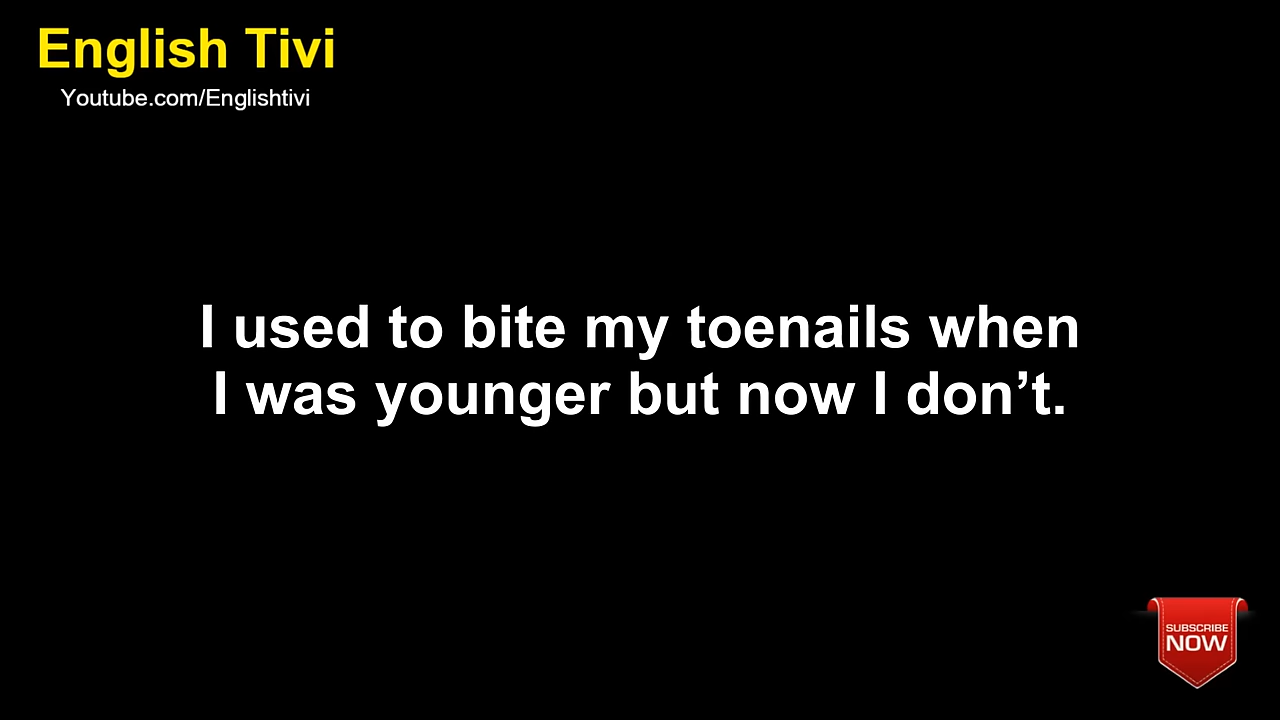 English Tivi
Youtube.com/Englishtivi
I used to bite my toenails when
I was younger but now I don’t.
SUBSCRIBE
NOW